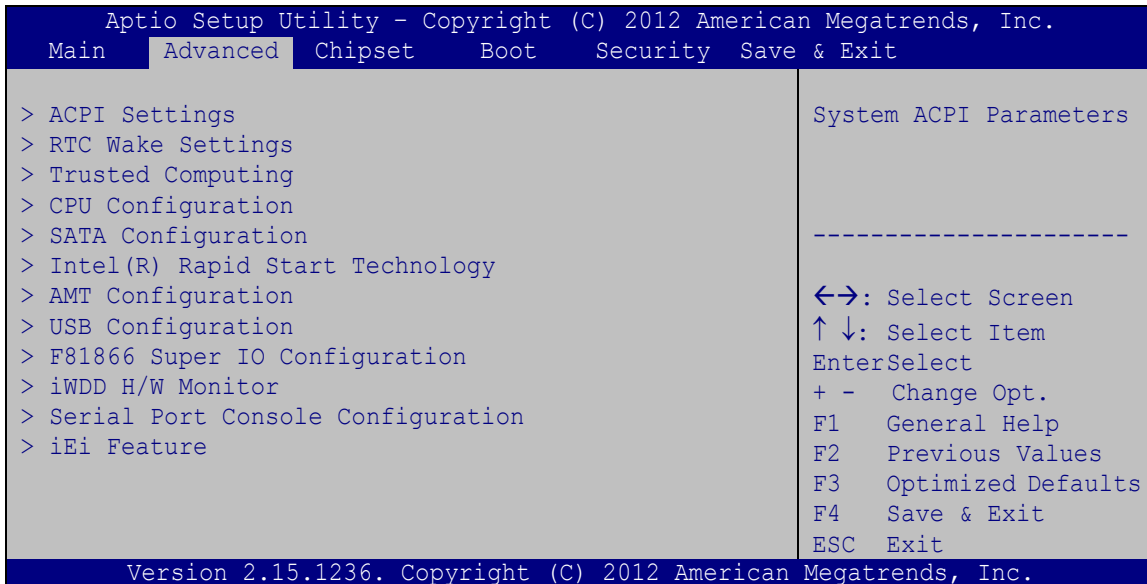 Aptio Setup Utility – Copyright (C) 2012 American Megatrends, Inc.
Main Advanced Chipset Boot Security Save & Exit
> ACPI Settings
> RTC Wake Settings
> Trusted Computing
> CPU Configuration
> SATA Configuration
> Intel(R) Rapid Start Technology
> AMT Configuration
> USB Configuration
> F81866 Super IO Configuration
> iWDD H/W Monitor
> Serial Port Console Configuration
> iEi Feature
System ACPI Parameters
----------------------
←→: Select Screen
↑ ↓: Select Item
EnterSelect
+ - Change Opt.
F1 General Help
F2 Previous Values
F3 Optimized Defaults
F4 Save & Exit
ESC Exit
Version 2.15.1236. Copyright (C) 2012 American Megatrends, Inc.